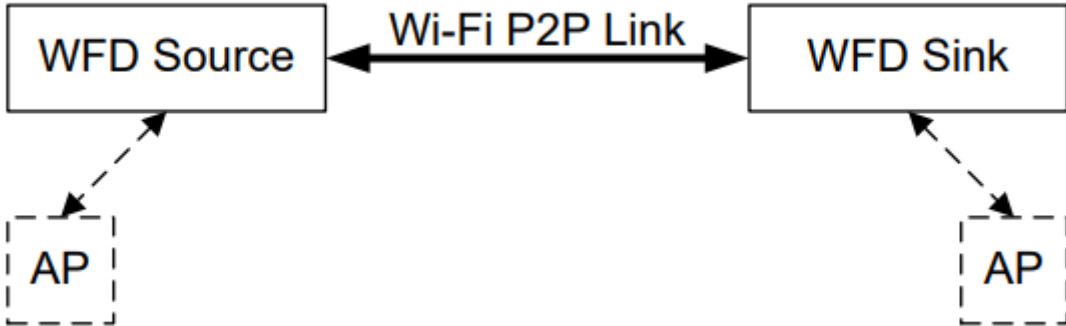 Wi-Fi P2P Link
WFD Source
WFD Sink
AP
AP